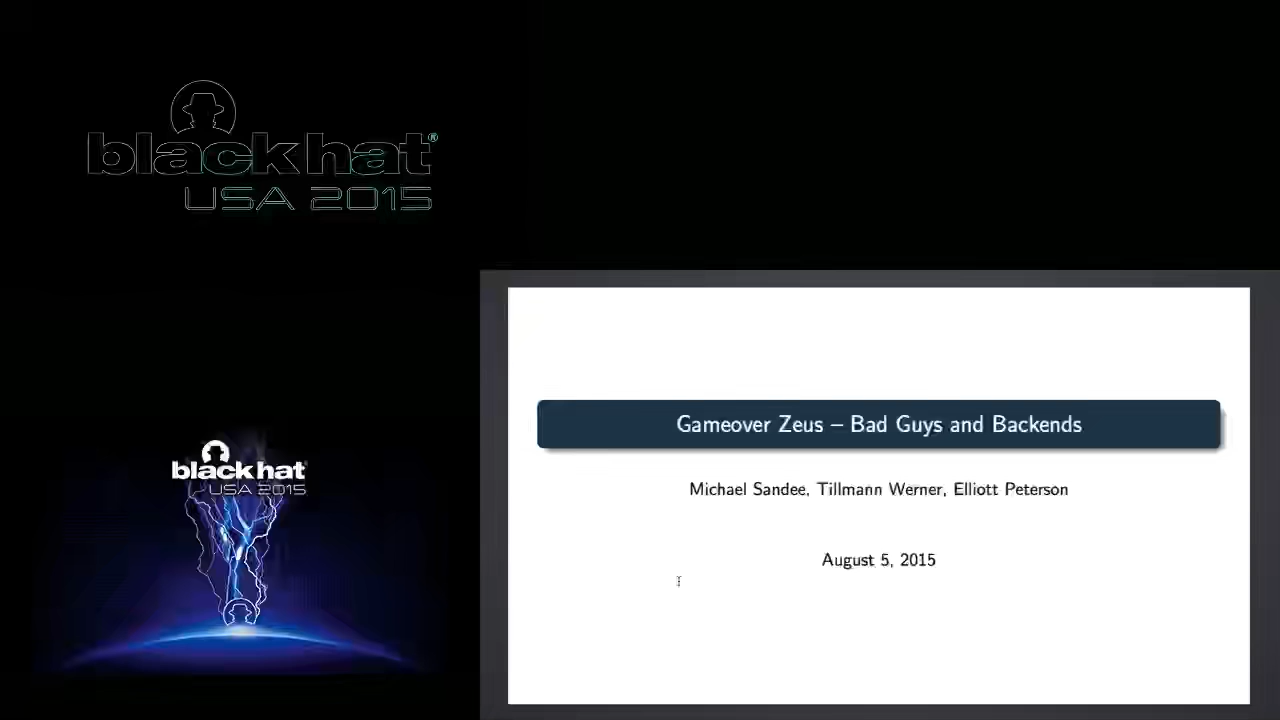 blackhat®
USA 2015
blackhat
USA 2015
Gameover Zeus – Bad Guys and Backends
Michael Sandee, Tillmann Werner, Elliott Peterson
August 5, 2015